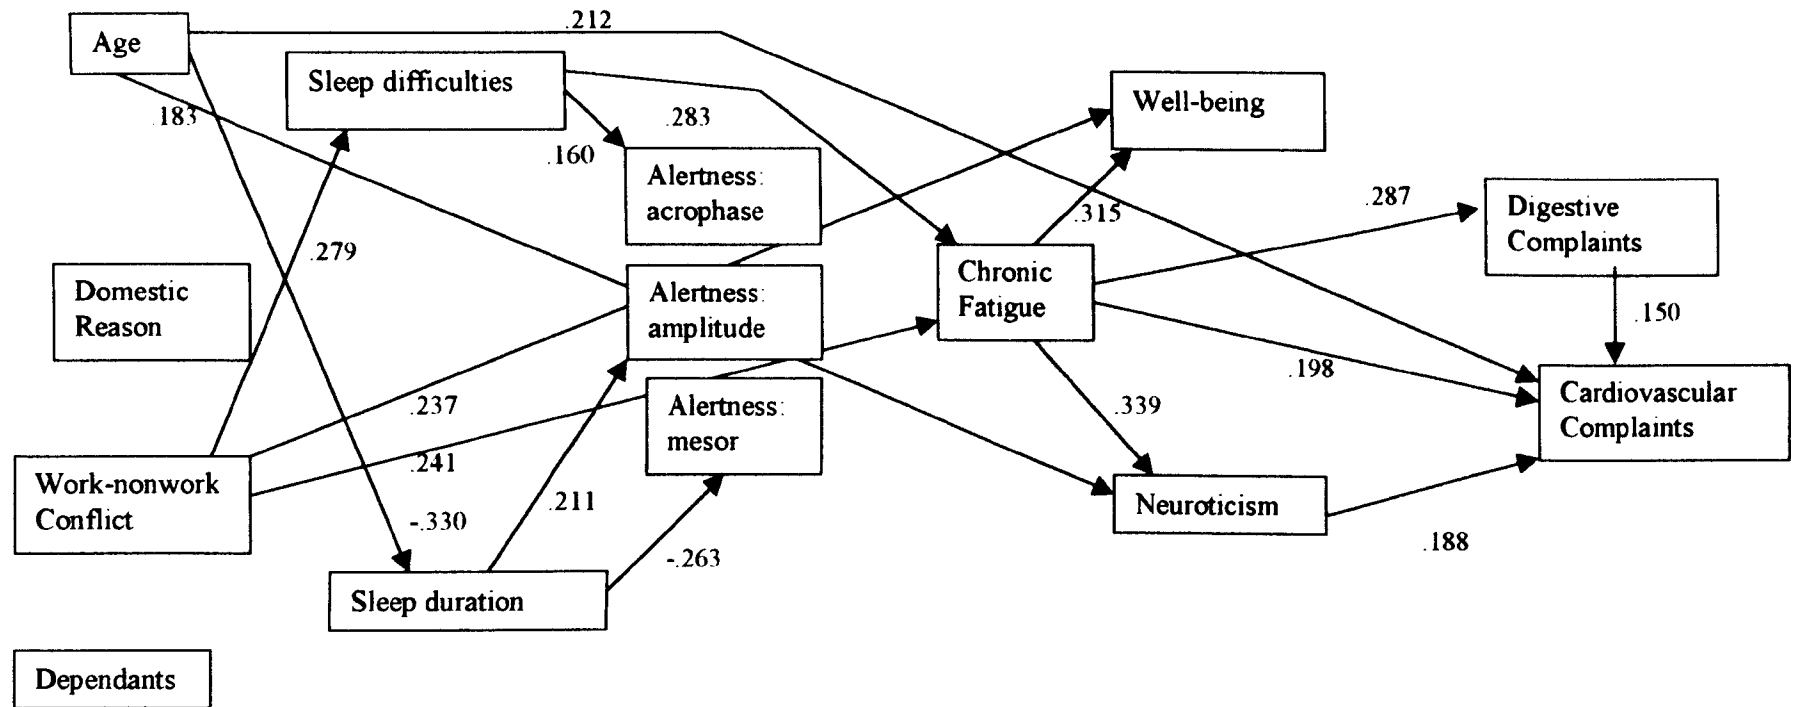 .212
Age
Sleep difficulties
Well-being
.183
.283
.160
Alertness:
acrophase
.315
.287
Digestive
Complaints
.279
Domestic
Reason
Alertness:
amplitude
Chronic
Fatigue
.150
.198
.237
Alertness:
mesor
.339
Cardiovascular
Complaints
.241
Work-nonwork
Conflict
-.330
.211
-.263
Neuroticism
.188
Sleep duration
Dependants